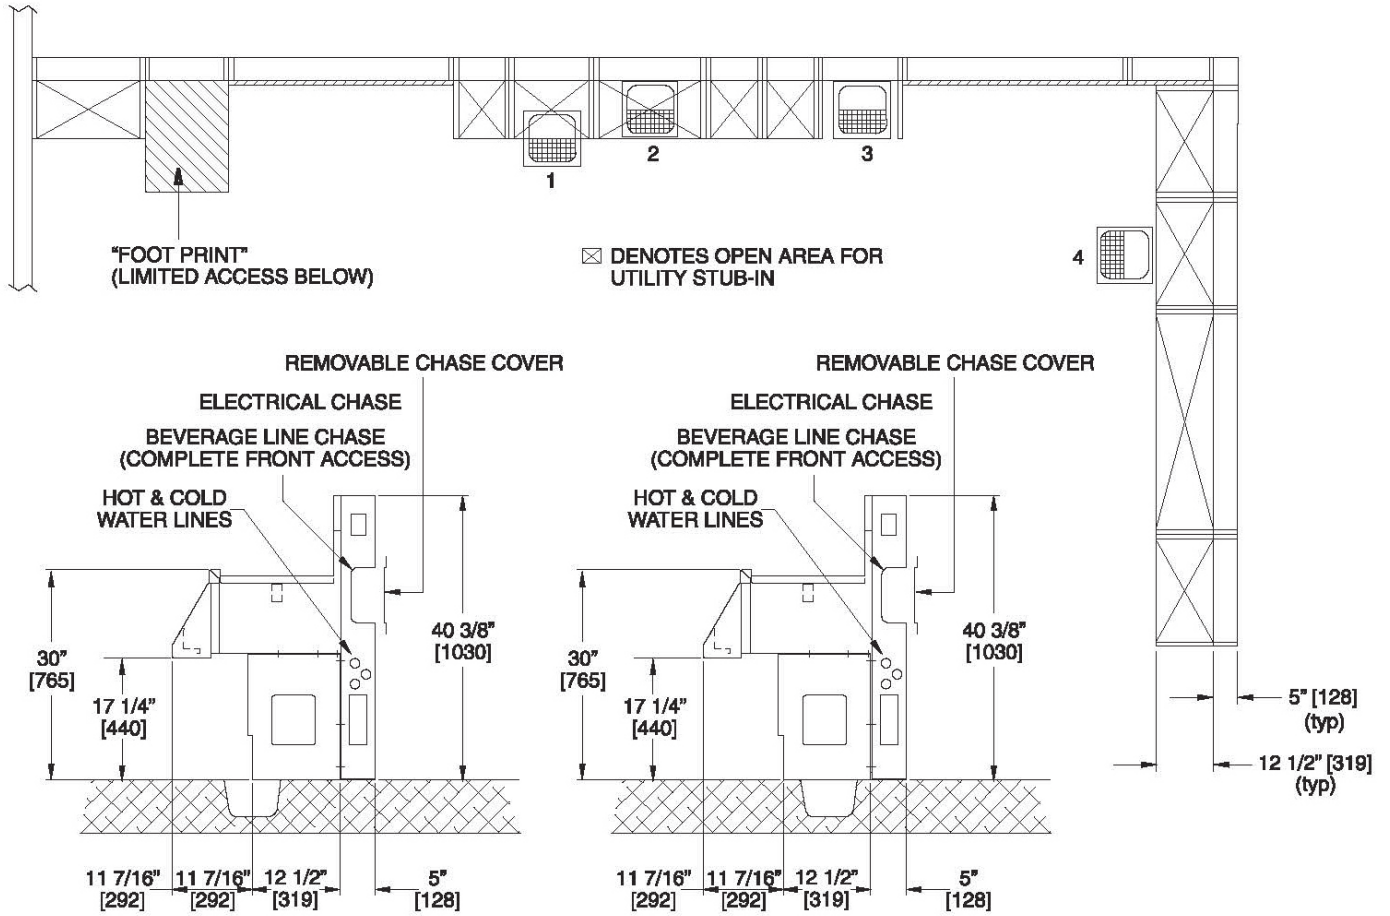 1
2
3
4
“FOOT PRINT”
(LIMITED ACCESS BELOW)
DENOTES OPEN AREA FOR
UTILITY STUB-IN
REMOVABLE CHASE COVER
ELECTRICAL CHASE
BEVERAGE LINE CHASE
(COMPLETE FRONT ACCESS)
HOT & COLD
WATER LINES
30”
[765]
17 1/4”
[440]
40 3/8”
[1030]
11 7/16”
[292]
11 7/16”
[292]
12 1/2”
[319]
5”
[128]
REMOVABLE CHASE COVER
ELECTRICAL CHASE
BEVERAGE LINE CHASE
(COMPLETE FRONT ACCESS)
HOT & COLD
WATER LINES
30”
[765]
17 1/4”
[440]
40 3/8”
[1030]
11 7/16”
[292]
11 7/16”
[292]
12 1/2”
[319]
5”
[128]
5” [128]
(typ)
12 1/2” [319]
(typ)